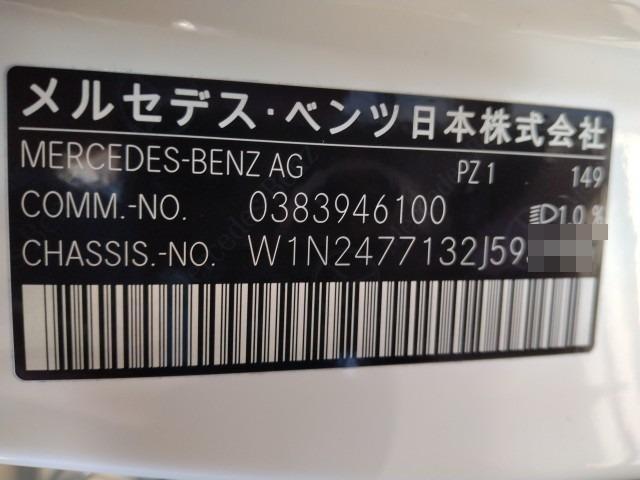 メルセデス・ベンツ日本株式会社
MERCEDES-BENZ AG PZ 1 149
COMM.-NO. 0383946100 1.0 %
CHASSIS.-NO. W1N2477132J59